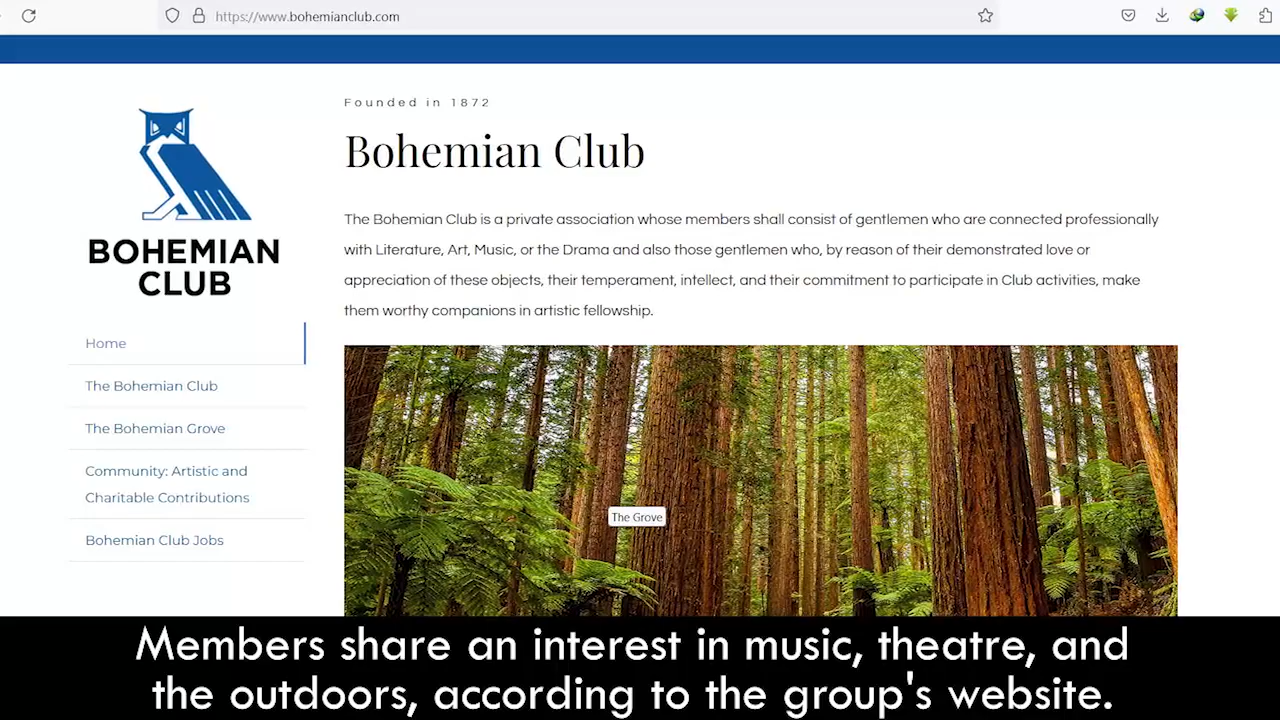 https://www.bohemianclub.com
Founded in 1872
Bohemian Club
The Bohemian Club is a private association whose members shall consist of gentlemen who are connected professionally
with Literature, Art, Music, or the Drama and also those gentlemen who, by reason of their demonstrated love or
appreciation of these objects, their temperament, intellect, and their commitment to participate in Club activities, make
them worthy companions in artistic fellowship.
BOHEMIAN
CLUB
Home
The Bohemian Club
The Bohemian Grove
Community: Artistic and
Charitable Contributions
Bohemian Club Jobs
The Grove
Members share an interest in music, theatre, and
the outdoors, according to the group's website.